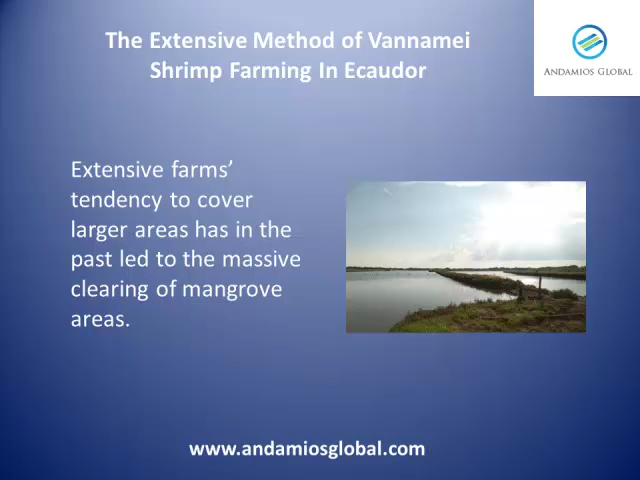 The Extensive Method of Vannamei
Shrimp Farming In Ecaudor
ANDAMIOS GLOBAL
Extensive farms’
tendency to cover
larger areas has in the
past led to the massive
clearing of mangrove
areas.
www.andamiosglobal.com